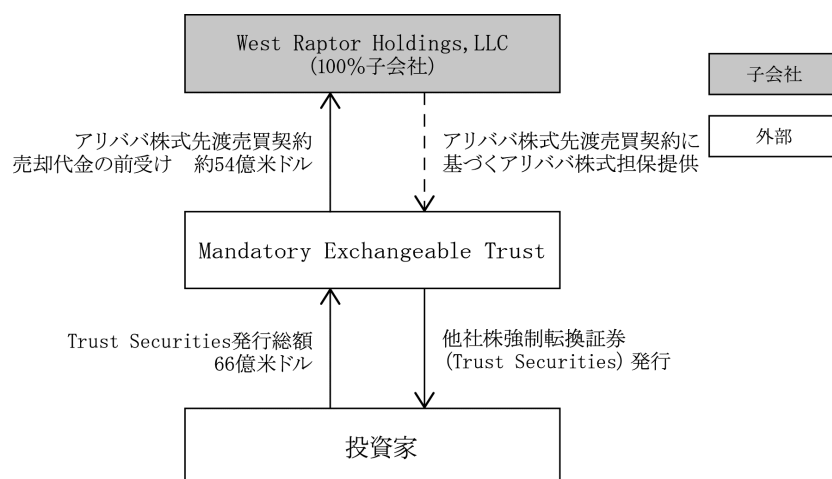 West Raptor Holdings,LLC
(100%子会社)
子会社
外部
アリババ株式先渡売買契約
売却代金の前受け　約54億米ドル
アリババ株式先渡売買契約に
基づくアリババ株式担保提供
Mandatory Exchangeable Trust
Trust Securities発行総額
66億米ドル
他社株強制転換証券
(Trust Securities) 発行
投資家